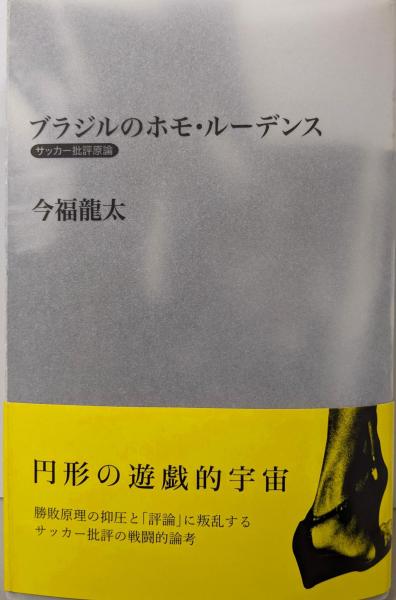 ブラジルのホモ・ルーデンス
サッカー批評原論
今福龍太
円形の遊戯的宇宙
勝敗原理の抑圧と「評論」に叛乱する
サッカー批評の戦闘的論考